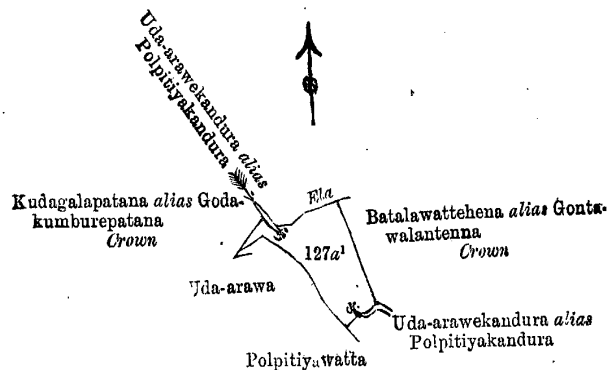 Uda-arawekandura alias
Polpitiyakandura
Kudagalapatana alias Goda-
kumburepatana
Crown
Ela
Batalawattehena alias Gonta-
walantenna
Crown
127a¹
Uda-arawa
Uda-arawekandura alias
Polpitiyakandura
Polpitiyawatta